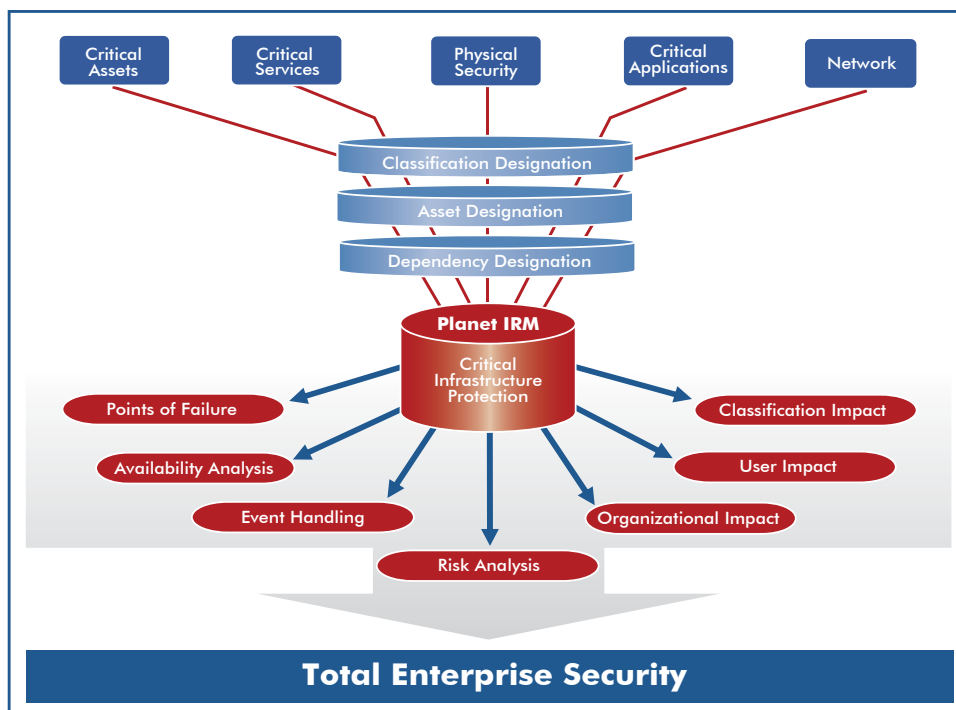 Critical
Assets
Critical
Services
Physical
Security
Critical
Applications
Network
Classification Designation
Asset Designation
Dependency Designation
Planet IRM
Critical
Infrastructure
Protection
Points of Failure
Classification Impact
Availability Analysis
User Impact
Event Handling
Organizational Impact
Risk Analysis
Total Enterprise Security